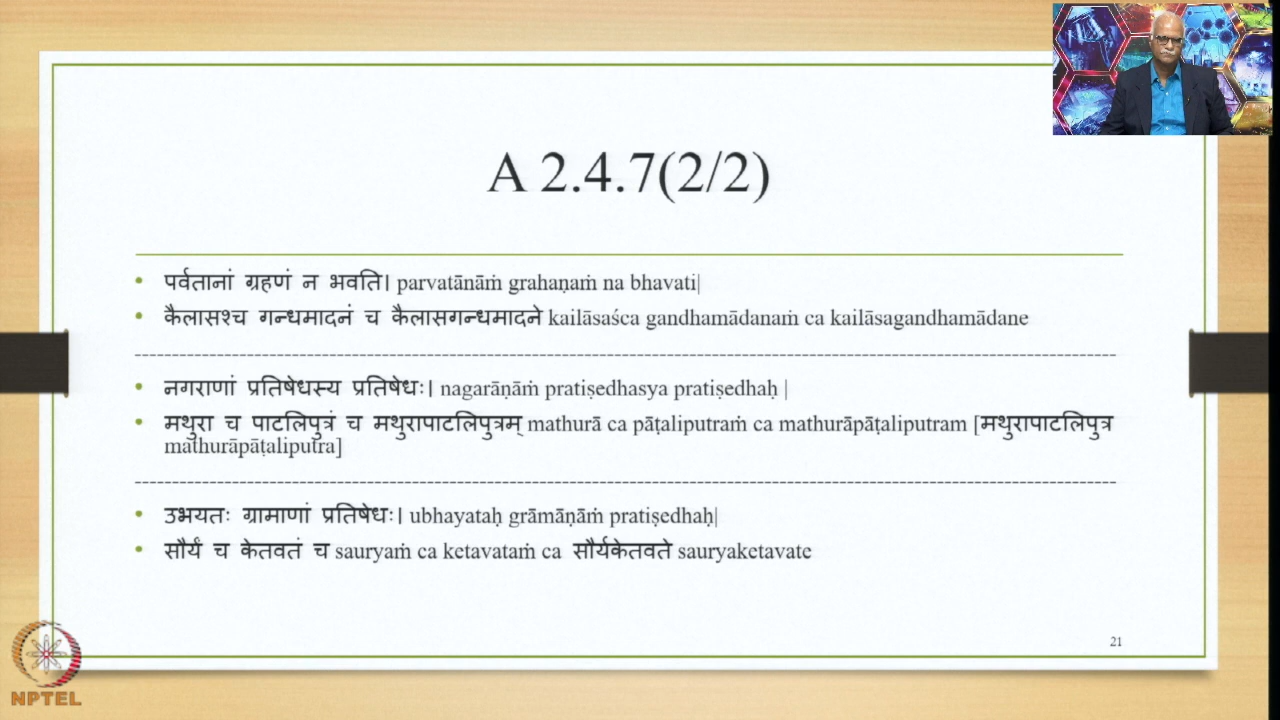 A 2.4.7(2/2)
पर्वतानां ग्रहणं न भवति। parvatānāṁ grahaṇaṁ na bhavati|
कैलासश्च गन्धमादनं च कैलासगन्धमादने kailāsaśca gandhamādanaṁ ca kailāsagandhamādane
नगराणां प्रतिषेधस्य प्रतिषेधः। nagarāṇāṁ pratiṣedhasya pratiṣedhaḥ |
मथुरा च पाटलिपुत्रं च मथुरापाटलिपुत्रम् mathurā ca pāṭaliputraṁ ca mathurāpāṭaliputram [मथुरापाटलिपुत्र
mathurāpāṭaliputra]
उभयतः ग्रामाणां प्रतिषेधः। ubhayataḥ grāmāṇāṁ pratiṣedhaḥ|
सौर्यं च केतवतं च sauryaṁ ca ketavataṁ ca सौर्यकेतवते sauryaketavate
21
NPTEL